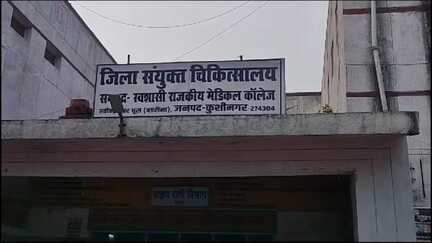 जिला संयुक्त चिकित्सालय
सम्बद्ध- स्वशासी राजकीय मेडिकल कॉलेज
जनपद-कुशीनगर 274304